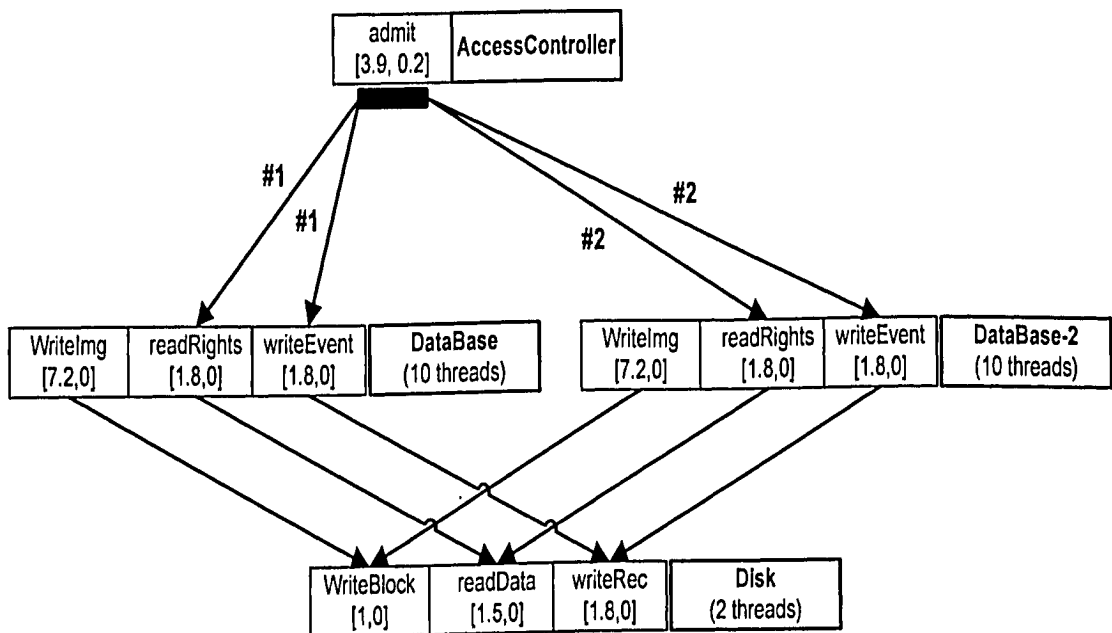 admit
[3.9, 0.2]
AccessController
#1
#1
#2
#2
WriteImg
[7.2,0]
readRights
[1.8,0]
writeEvent
[1.8,0]
DataBase
(10 threads)
WriteImg
[7.2,0]
readRights
[1.8,0]
writeEvent
[1.8,0]
DataBase-2
(10 threads)
WriteBlock
[1,0]
readData
[1.5,0]
writeRec
[1.8,0]
Disk
(2 threads)